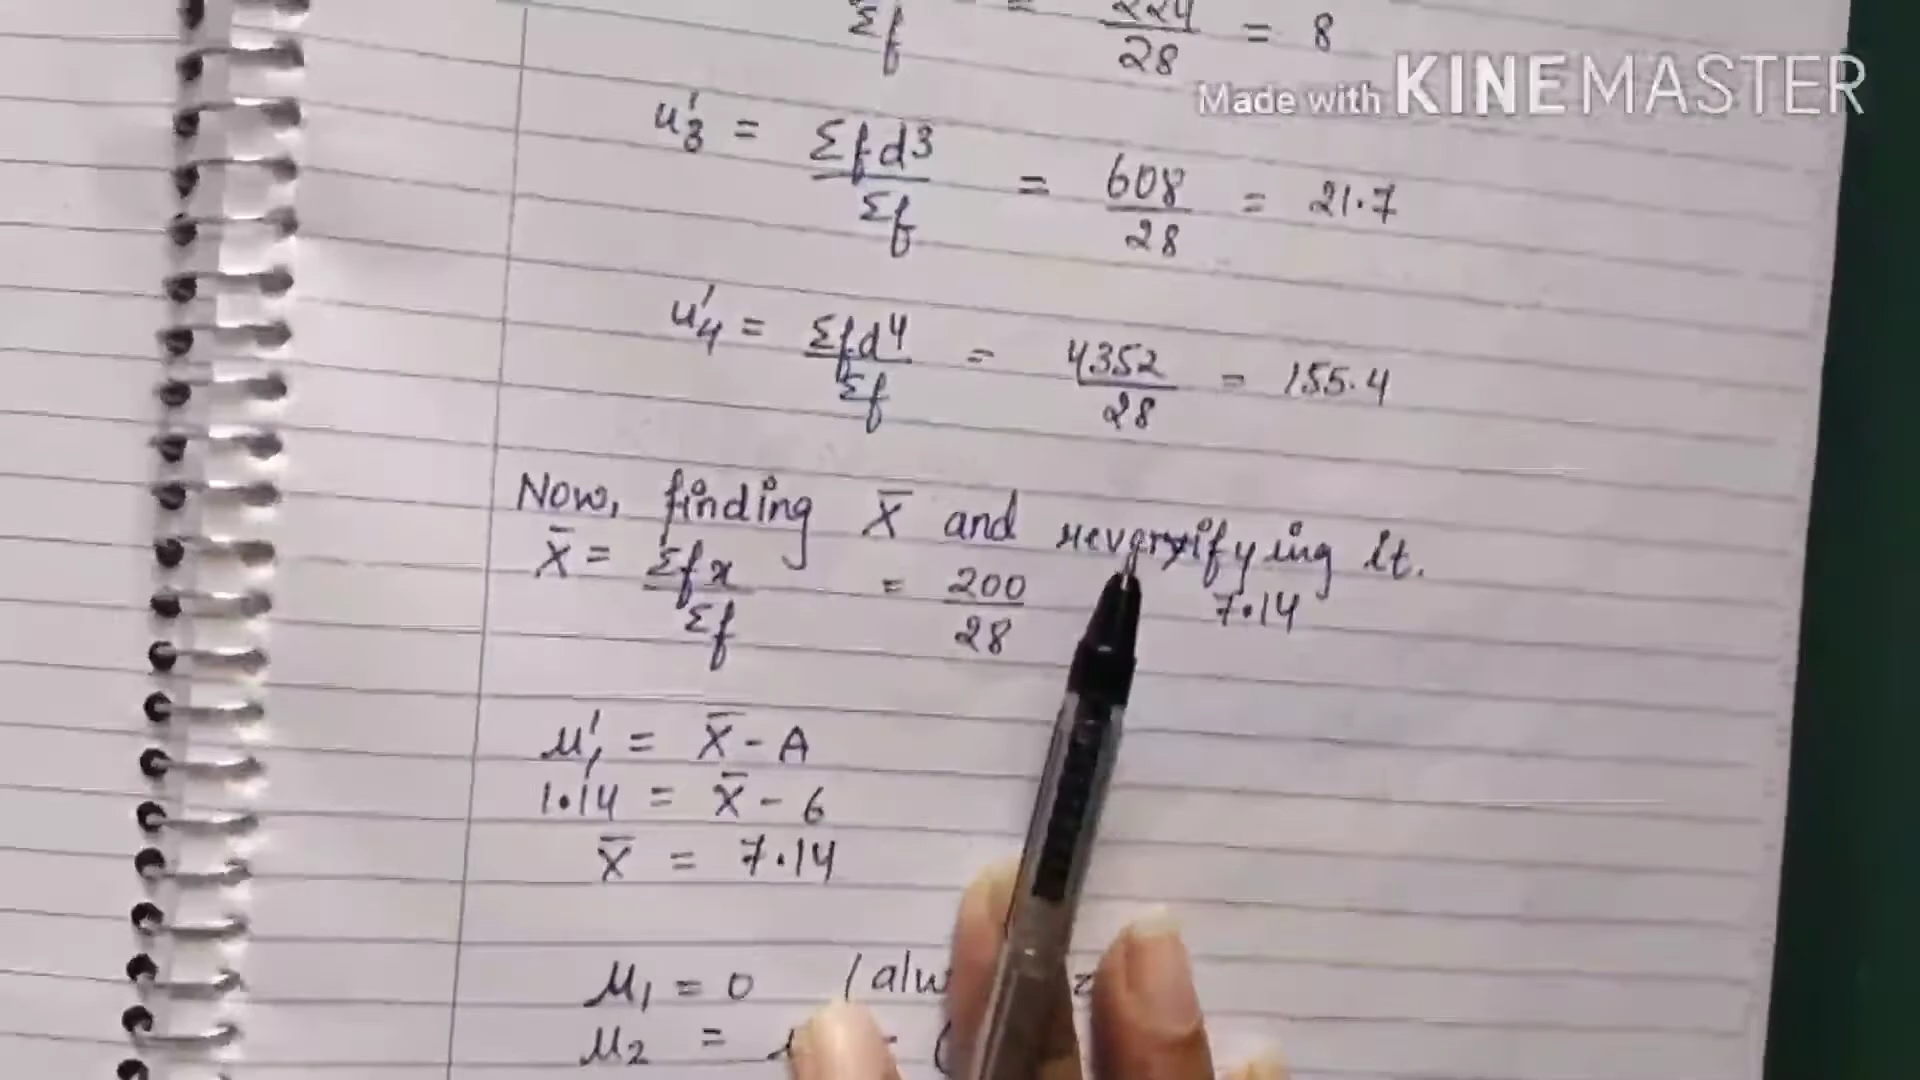 Σf = 224/28 = 8
Made with KINEMASTER
u'3 = Σfd3/Σf = 608/28 = 21.7
u'4 = Σfd4/Σf = 4352/28 = 155.4
Now, finding X̄ and reveryifying it.
X̄ = Σfx/Σf = 200/28 7.14
μ'1 = X̄ - A
1.14 = X̄ - 6
X̄ = 7.14
μ1 = 0
μ2 =